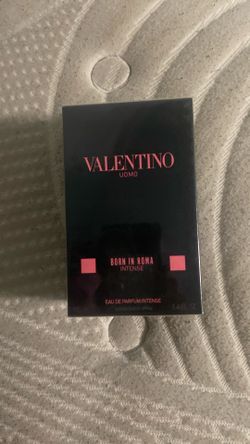 VALENTINO
UOMO
BORN IN ROMA
INTENSE
EAU DE PARFUM INTENSE